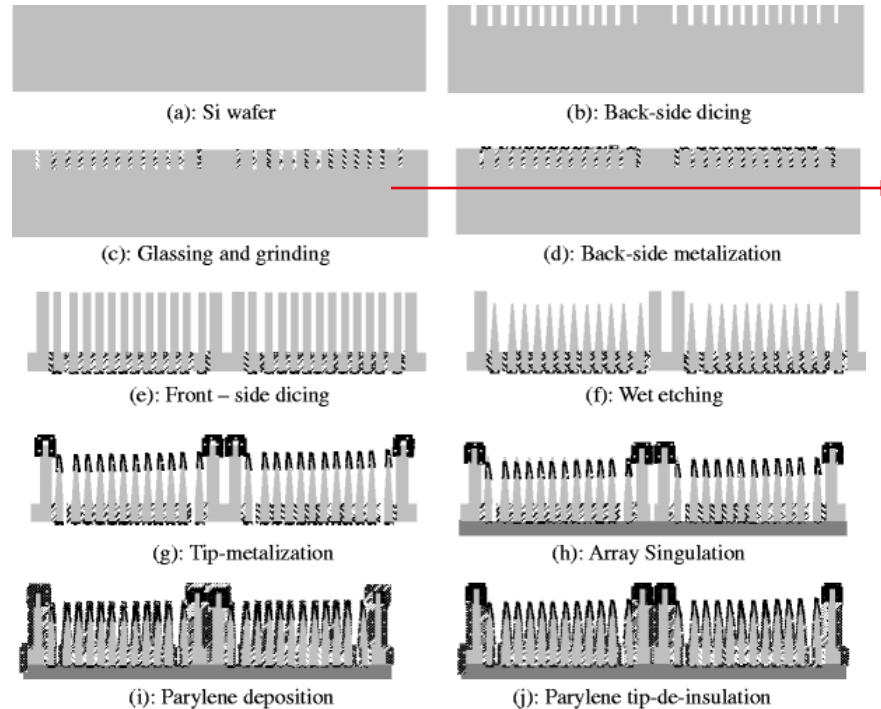 (a): Si wafer
(b): Back-side dicing
(c): Glassing and grinding
(d): Back-side metalization
(e): Front – side dicing
(f): Wet etching
(g): Tip-metalization
(h): Array Singulation
(i): Parylene deposition
(j): Parylene tip-de-insulation